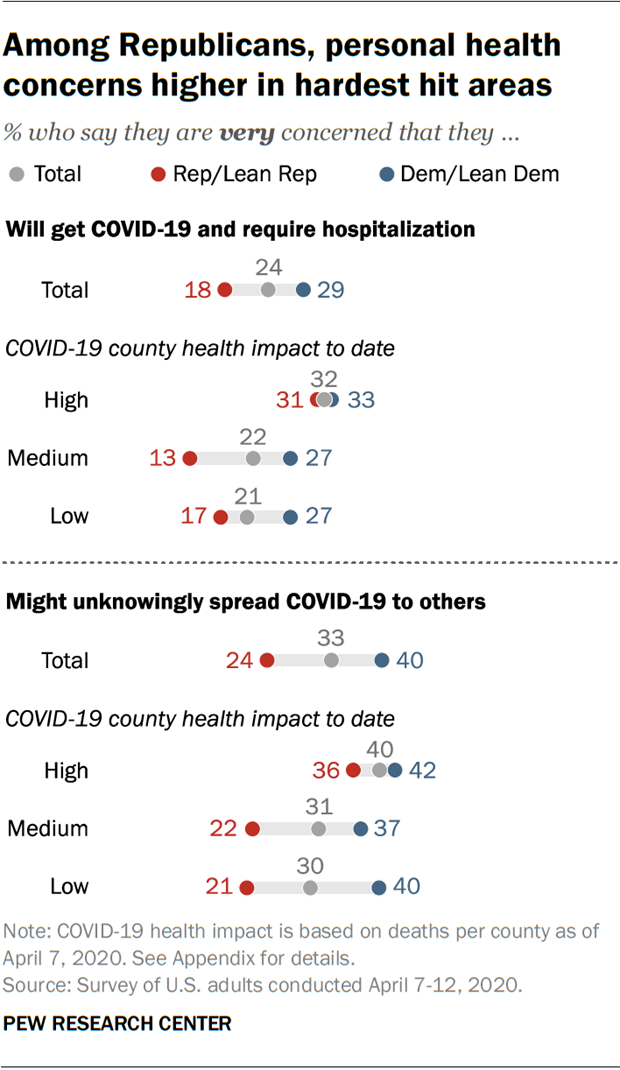 Among Republicans, personal health
concerns higher in hardest hit areas
% who say they are very concerned that they ...
Total Rep/Lean Rep Dem/Lean Dem
Will get COVID-19 and require hospitalization
24
Total 18 29
COVID-19 county health impact to date
32
High 31 33
22
Medium 13 27
21
Low 17 27
Might unknowingly spread COVID-19 to others
33
Total 24 40
COVID-19 county health impact to date
40
High 36 42
31
Medium 22 37
30
Low 21 40
Note: COVID-19 health impact is based on deaths per county as of
April 7, 2020. See Appendix for details.
Source: Survey of U.S. adults conducted April 7-12, 2020.
PEW RESEARCH CENTER